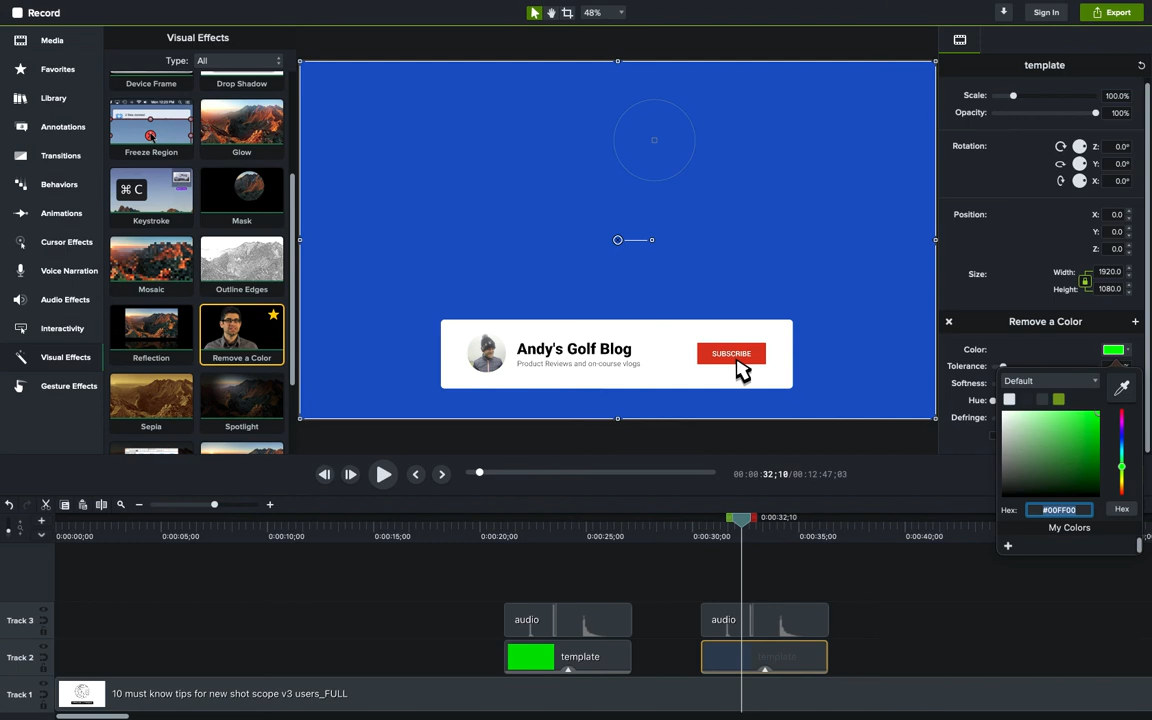 Record
48%
Sign In
Export
Media
Favorites
Library
Annotations
Transitions
Behaviors
Animations
Cursor Effects
Voice Narration
Audio Effects
Interactivity
Visual Effects
Gesture Effects
Visual Effects
Type: All
Device Frame
Drop Shadow
Freeze Region
Glow
⌘ C
Keystroke
Mask
Mosaic
Outline Edges
Reflection
Remove a Color
Sepia
Spotlight
Andy's Golf Blog
Product Reviews and on-course vlogs
SUBSCRIBE
template
Scale: 100.0%
Opacity: 100%
Rotation: Z: 0.0°
Y: 0.0°
X: 0.0°
Position: X: 0.0
Y: 0.0
Z: 0.0
Size: Width: 1920.0
Height: 1080.0
Remove a Color
Color:
Tolerance:
Softness:
Hue:
Defringe:
Default
Hex: #00FF00 Hex
My Colors
00:00:32;10/00:12:47;03
0:00:32;10
0:00:00;00 0:00:05;00 0:00:10;00 0:00:15;00 0:00:20;00 0:00:25;00 0:00:30;00 0:00:35;00 0:00:40;00
Track 3 audio audio
Track 2 template template
Track 1 10 must know tips for new shot scope v3 users_FULL